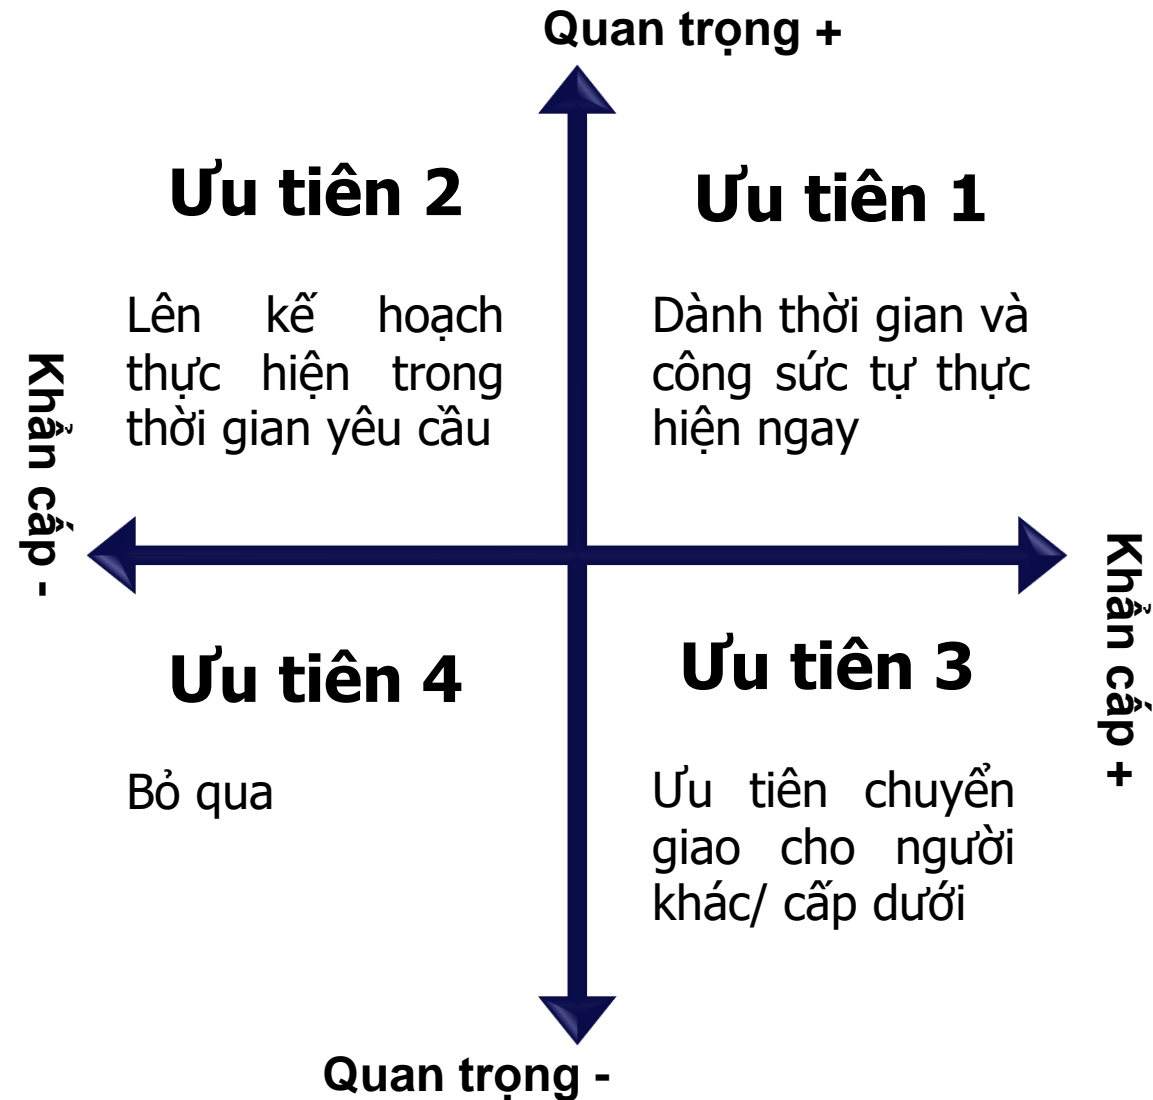 Quan trọng +
Ưu tiên 2
Lên kế hoạch
thực hiện trong
thời gian yêu cầu
Ưu tiên 1
Dành thời gian và
công sức tự thực
hiện ngay
Khẩn cấp -
Khẩn cấp +
Ưu tiên 4
Bỏ qua
Ưu tiên 3
Ưu tiên chuyển
giao cho người
khác/ cấp dưới
Quan trọng -